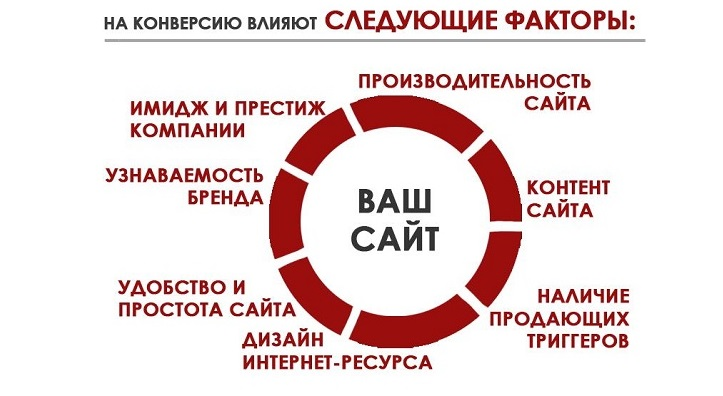 НА КОНВЕРСИЮ ВЛИЯЮТ СЛЕДУЮЩИЕ ФАКТОРЫ:
ПРОИЗВОДИТЕЛЬНОСТЬ
САЙТА
ИМИДЖ И ПРЕСТИЖ
КОМПАНИИ
УЗНАВАЕМОСТЬ
БРЕНДА
КОНТЕНТ
САЙТА
ВАШ
САЙТ
УДОБСТВО И
ПРОСТОТА САЙТА
НАЛИЧИЕ
ПРОДАЮЩИХ
ТРИГГЕРОВ
ДИЗАЙН
ИНТЕРНЕТ-РЕСУРСА